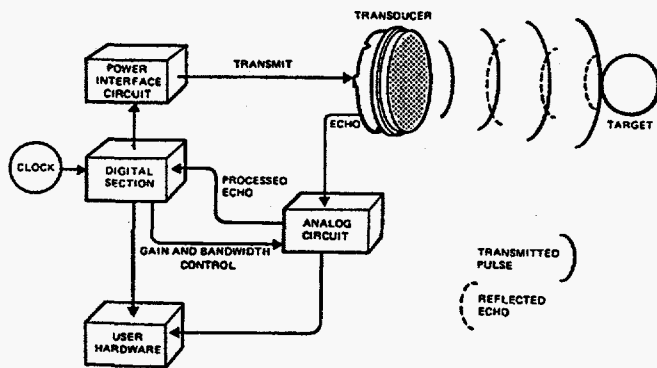 TRANSDUCER
POWER
INTERFACE
CIRCUIT
TRANSMIT
ECHO
TARGET
CLOCK
DIGITAL
SECTION
PROCESSED
ECHO
ANALOG
CIRCUIT
GAIN AND BANDWIDTH
CONTROL
TRANSMITTED
PULSE
REFLECTED
ECHO
USER
HARDWARE